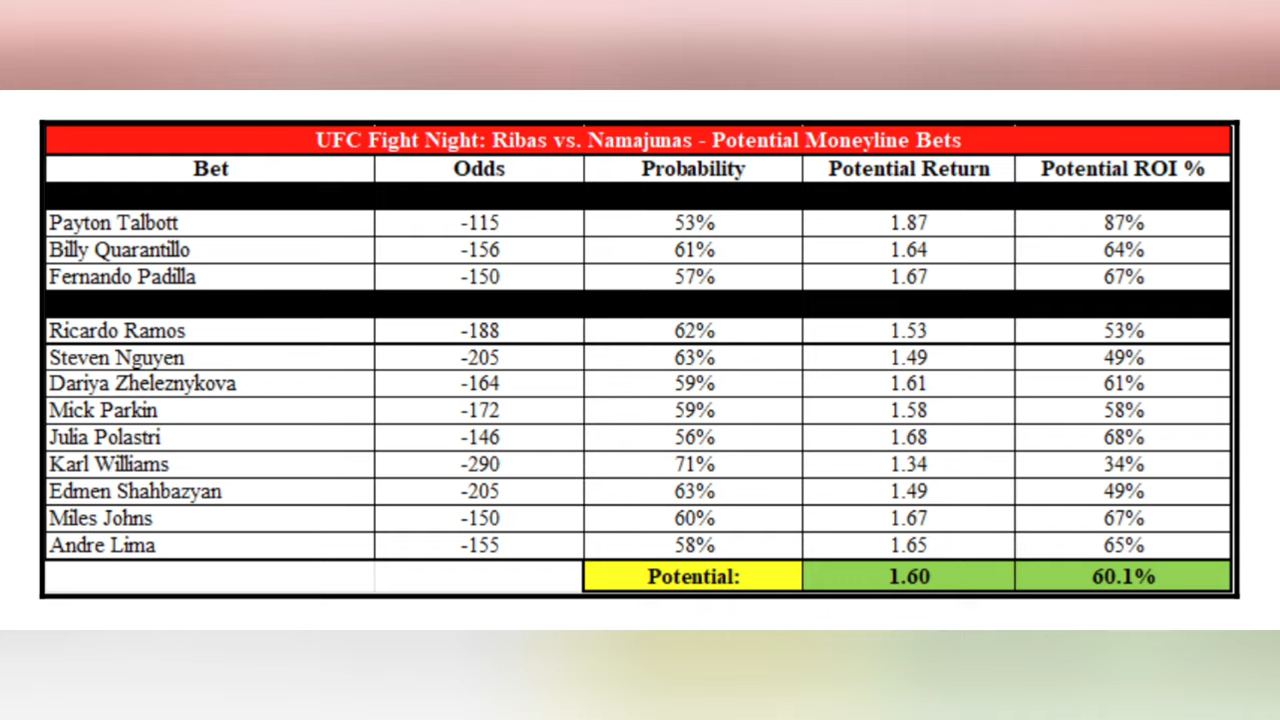 UFC Fight Night: Ribas vs. Namajunas - Potential Moneyline Bets
Bet Odds Probability Potential Return Potential ROI %
Payton Talbott -115 53% 1.87 87%
Billy Quarantillo -156 61% 1.64 64%
Fernando Padilla -150 57% 1.67 67%
Ricardo Ramos -188 62% 1.53 53%
Steven Nguyen -205 63% 1.49 49%
Dariya Zheleznykova -164 59% 1.61 61%
Mick Parkin -172 59% 1.58 58%
Julia Polastri -146 56% 1.68 68%
Karl Williams -290 71% 1.34 34%
Edmen Shahbazyan -205 63% 1.49 49%
Miles Johns -150 60% 1.67 67%
Andre Lima -155 58% 1.65 65%
Potential: 1.60 60.1%